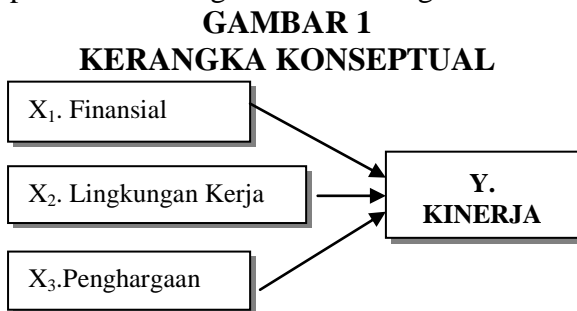 GAMBAR 1
KERANGKA KONSEPTUAL
X₁. Finansial
X₂. Lingkungan Kerja
Y.
KINERJA
X₃.Penghargaan